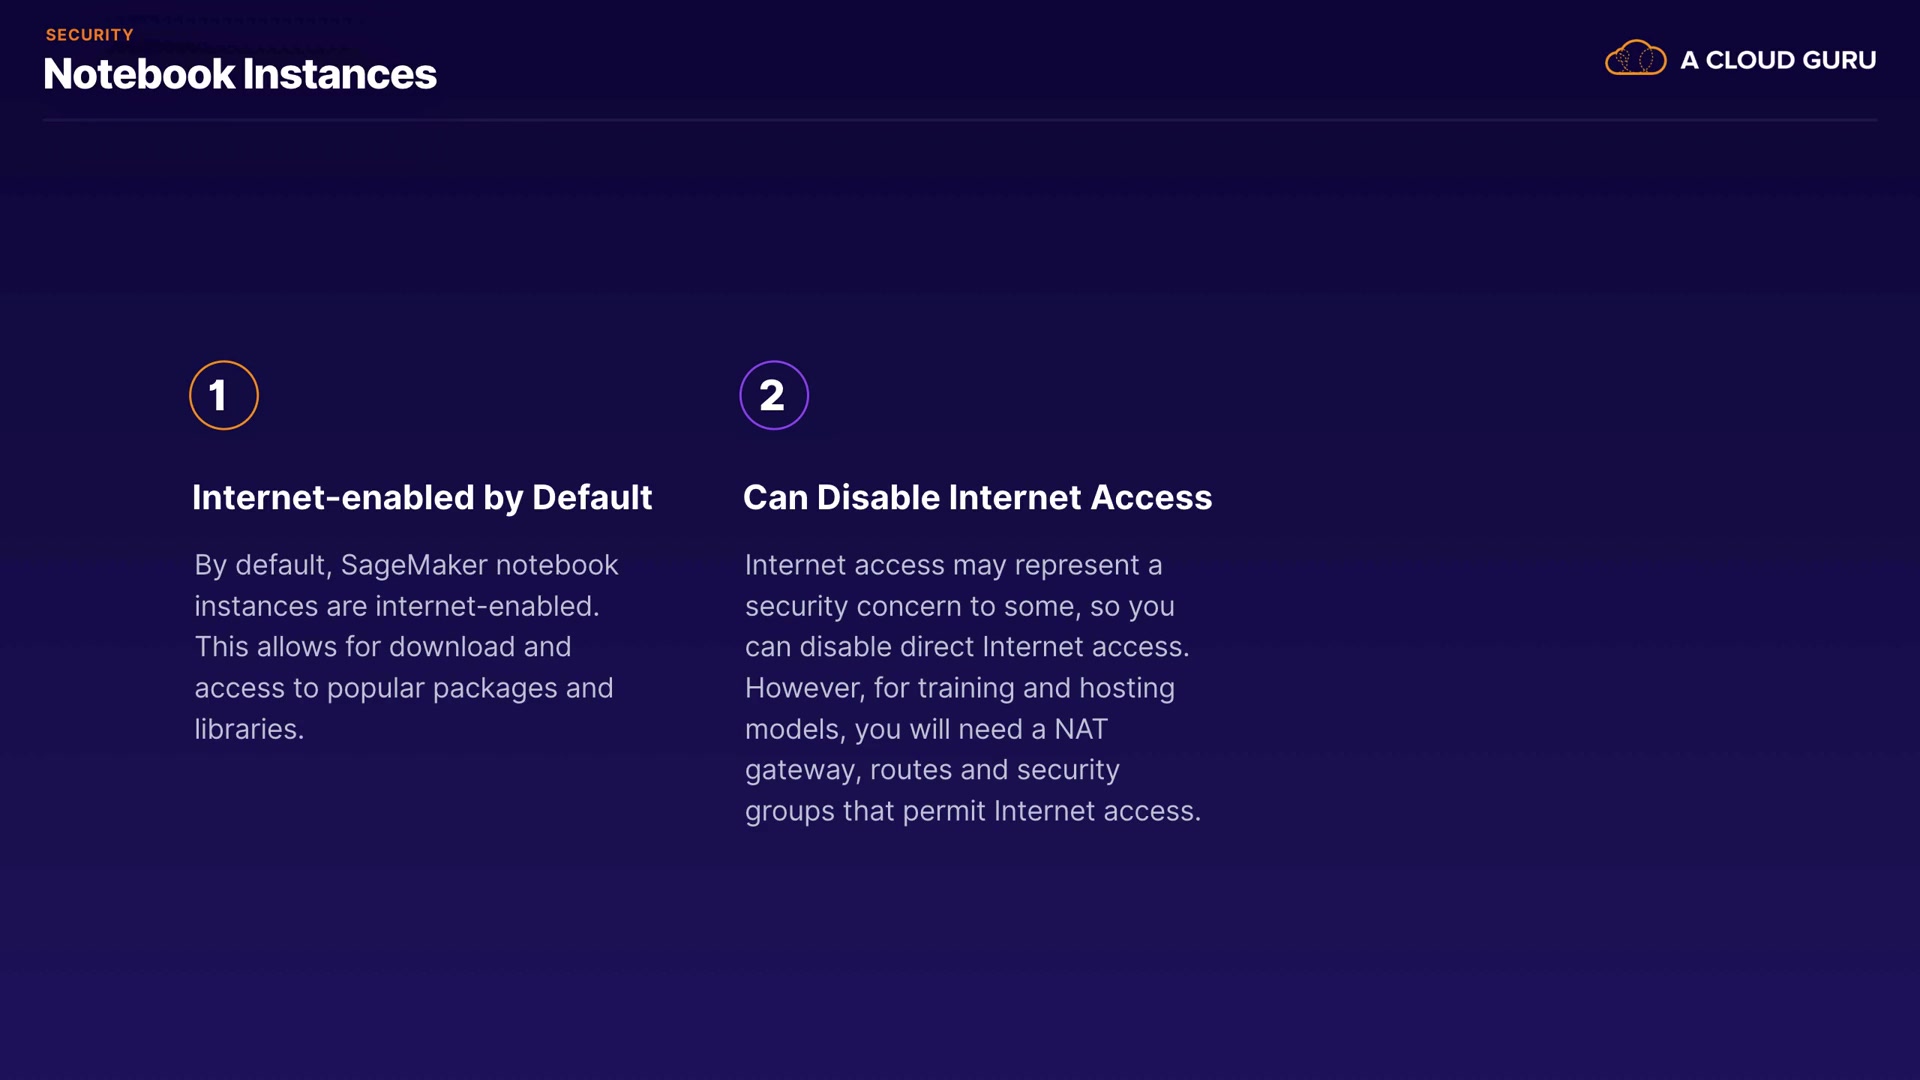 SECURITY
Notebook Instances
A CLOUD GURU
1
Internet-enabled by Default
By default, SageMaker notebook
instances are internet-enabled.
This allows for download and
access to popular packages and
libraries.
2
Can Disable Internet Access
Internet access may represent a
security concern to some, so you
can disable direct Internet access.
However, for training and hosting
models, you will need a NAT
gateway, routes and security
groups that permit Internet access.